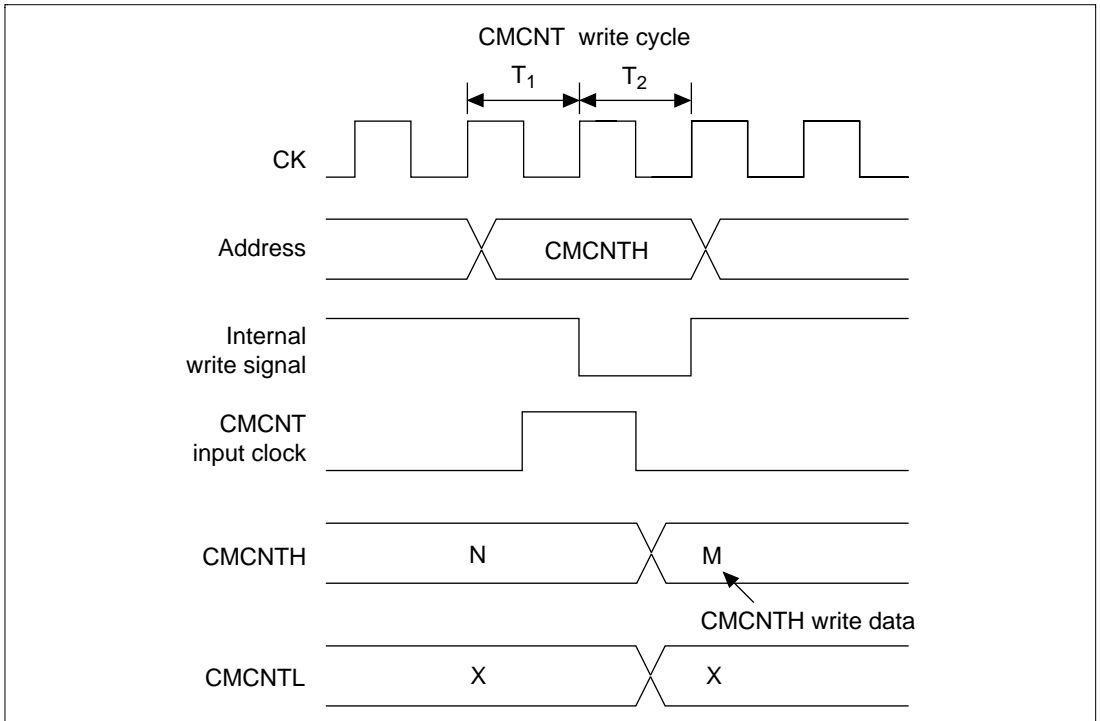 CMCNT write cycle
T1 T2
CK
Address CMCNTH
Internal
write signal
CMCNT
input clock
CMCNTH N M
CMCNTH write data
CMCNTL X X